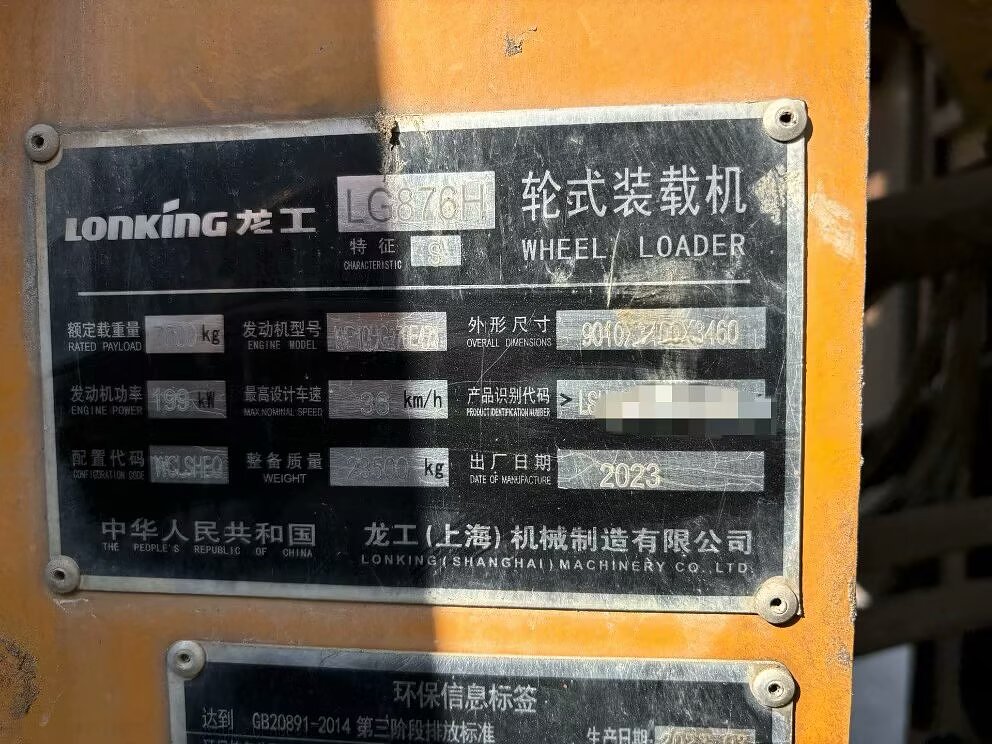 LONKING 龙工 LG876H 轮式装载机
特征 S WHEEL LOADER
CHARACTERISTIC
额定载重量 kg 发动机型号 外形尺寸
RATED PAYLOAD ENGINE MODEL OVERALL DIMENSIONS
发动机功率 199 kW 最高设计车速 38 km/h 产品识别代码 >
ENGINE POWER MAX.NOMINAL SPEED PRODUCT IDENTIFICATION NUMBER
配置代码 整备质量 kg 出厂日期 2023
CONFIGURATION CODE WEIGHT DATE OF MANUFACTURE
中华人民共和国 龙工(上海)机械制造有限公司
THE PEOPLE'S REPUBLIC OF CHINA LONKING(SHANGHAI)MACHINERY CO.,LTD.
环保信息标签
达到 GB20891-2014 第三阶段排放标准 生产日期: